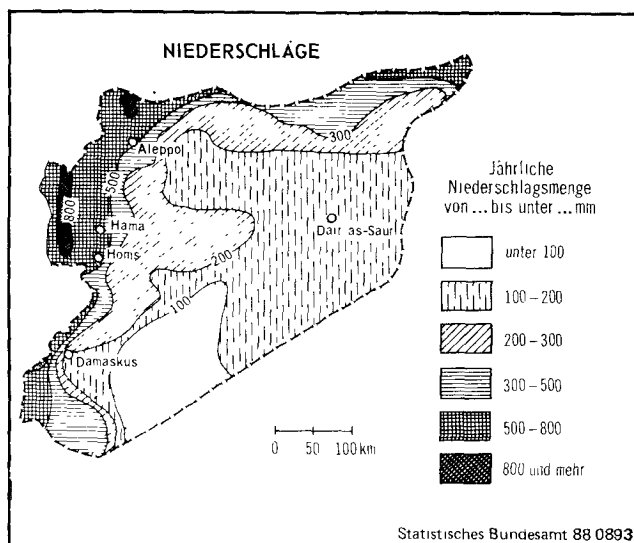 NIEDERSCHLÄGE
300
Aleppo
500
800
Hama
Homs
Dair as-Saur
200
100
Damaskus
0 50 100 km
Jährliche
Niederschlagsmenge
von ... bis unter ... mm
unter 100
100 – 200
200 – 300
300 – 500
500 – 800
800 und mehr
Statistisches Bundesamt 88 0893